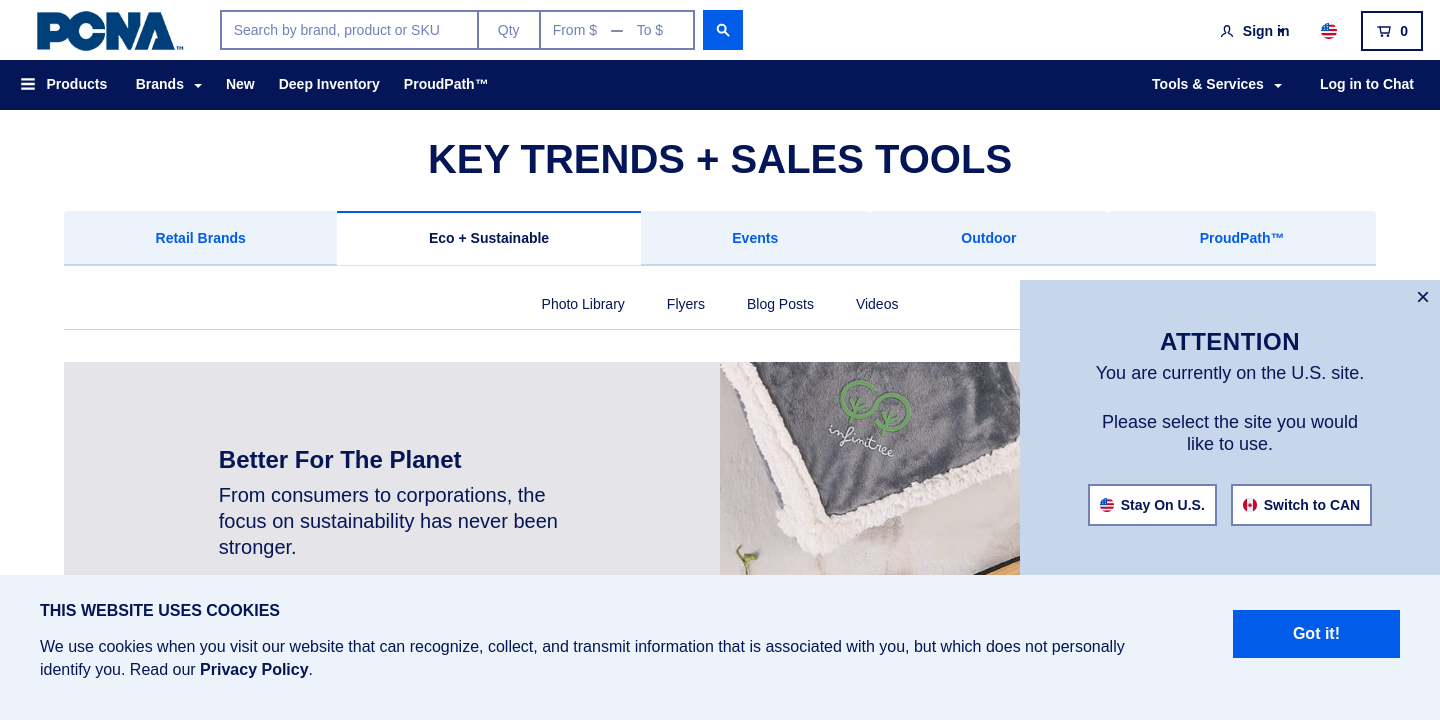 PCNA™
Search by brand, product or SKU
Qty
From $ — To $
Sign in
0
Products
Brands
New
Deep Inventory
ProudPath™
Tools & Services
Log in to Chat
KEY TRENDS + SALES TOOLS
Retail Brands
Eco + Sustainable
Events
Outdoor
ProudPath™
Photo Library
Flyers
Blog Posts
Videos
×
ATTENTION
You are currently on the U.S. site.
Please select the site you would
like to use.
Stay On U.S.
Switch to CAN
infinitree
Better For The Planet
From consumers to corporations, the
focus on sustainability has never been
stronger.
THIS WEBSITE USES COOKIES
We use cookies when you visit our website that can recognize, collect, and transmit information that is associated with you, but which does not personally
identify you. Read our Privacy Policy.
Got it!